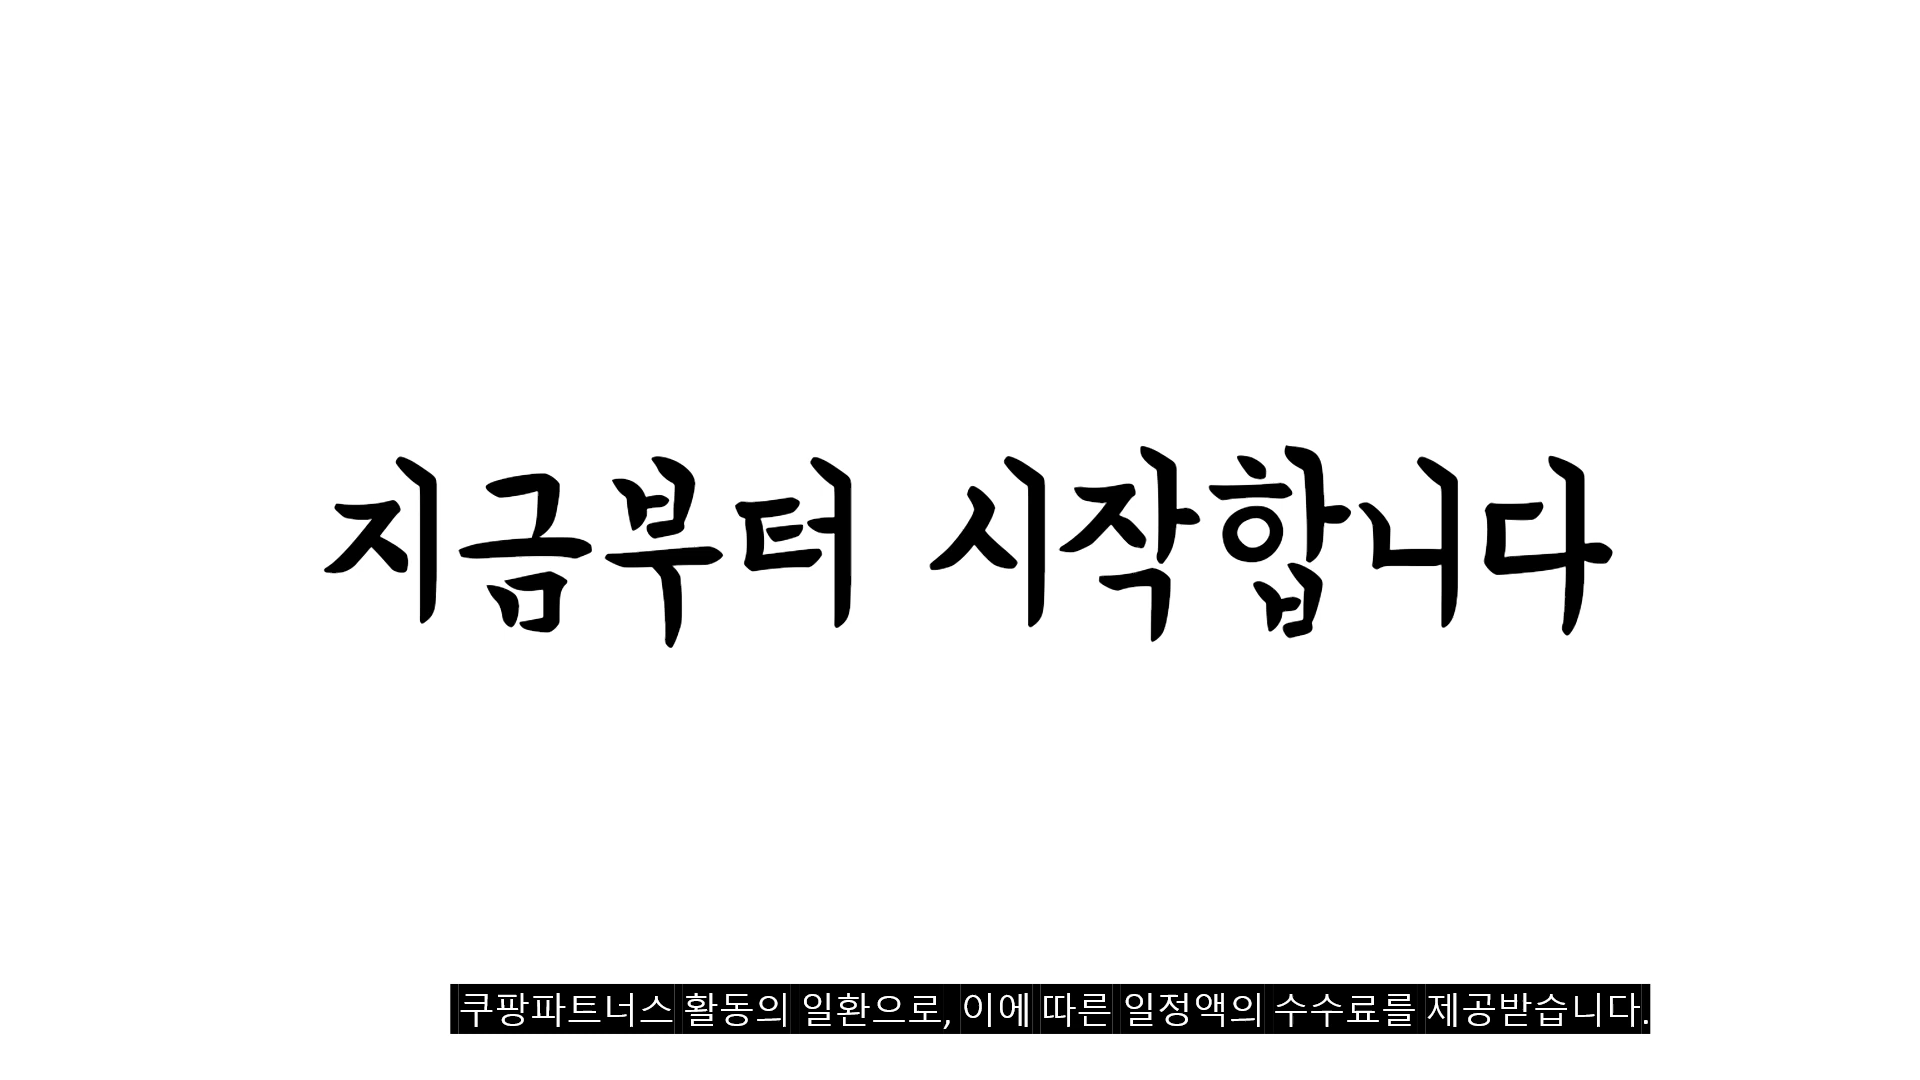 지금부터 시작합니다
쿠팡파트너스 활동의 일환으로, 이에 따른 일정액의 수수료를 제공받습니다.